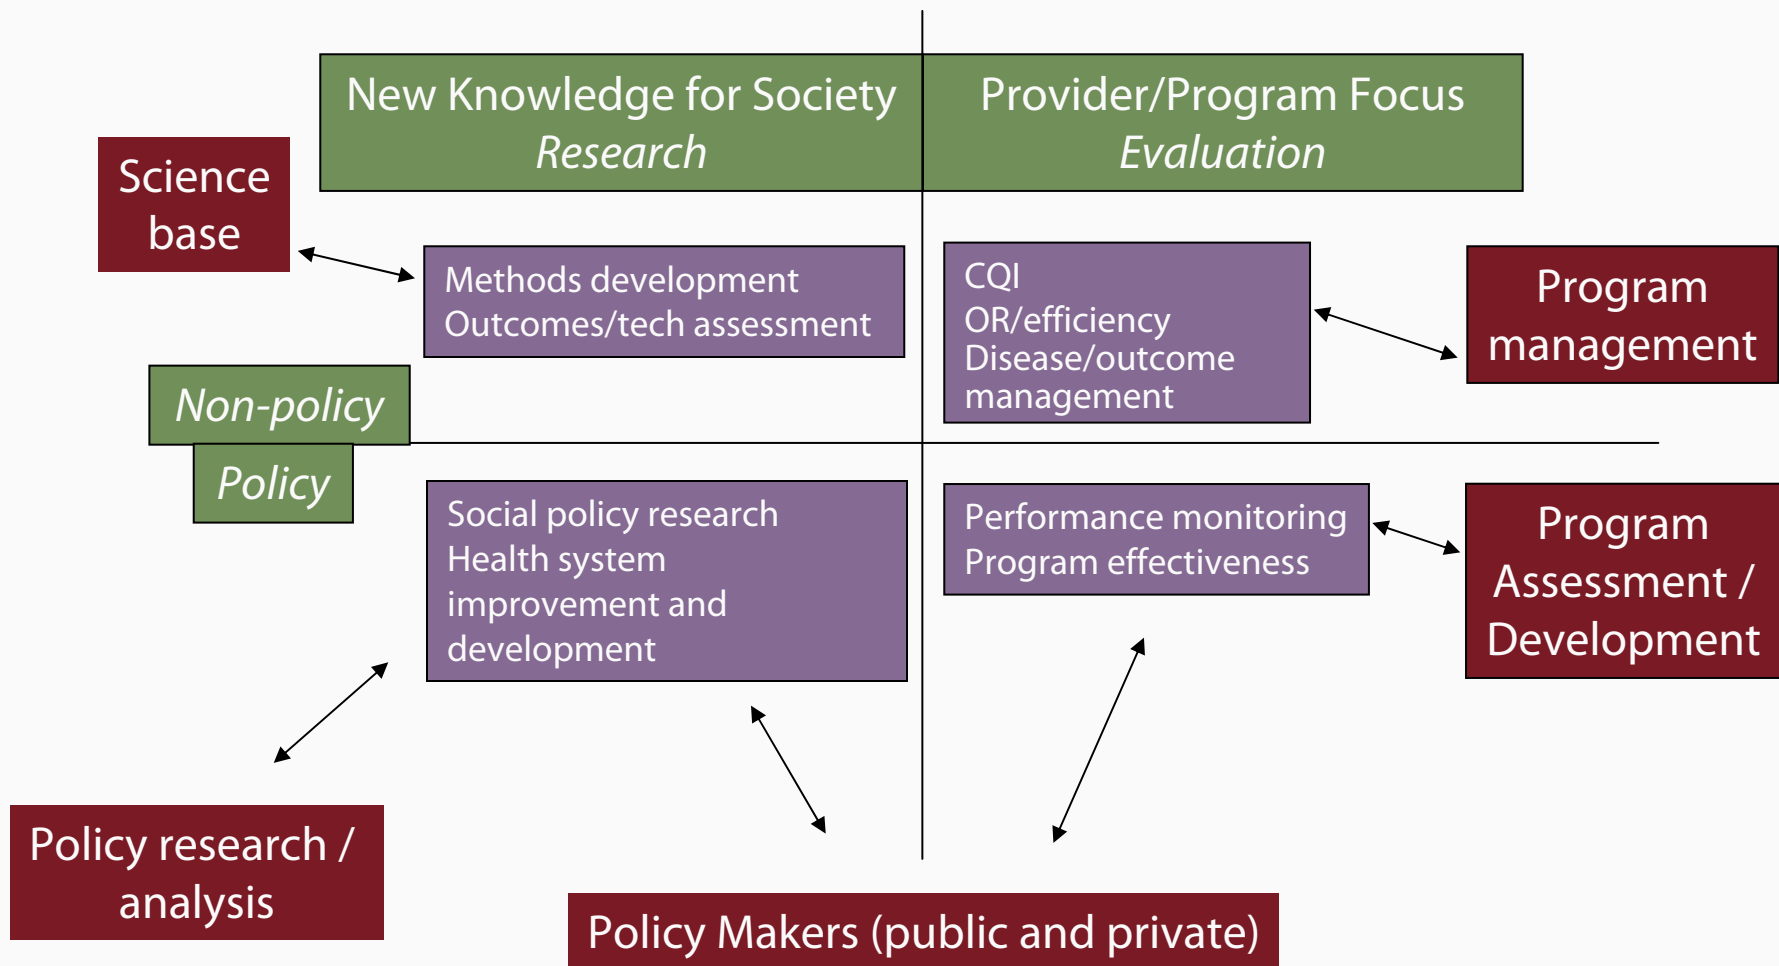 New Knowledge for Society
Research
Provider/Program Focus
Evaluation
Science
base
Methods development
Outcomes/tech assessment
CQI
OR/efficiency
Disease/outcome
management
Program
management
Non-policy
Policy
Social policy research
Health system
improvement and
development
Performance monitoring
Program effectiveness
Program
Assessment /
Development
Policy research /
analysis
Policy Makers (public and private)